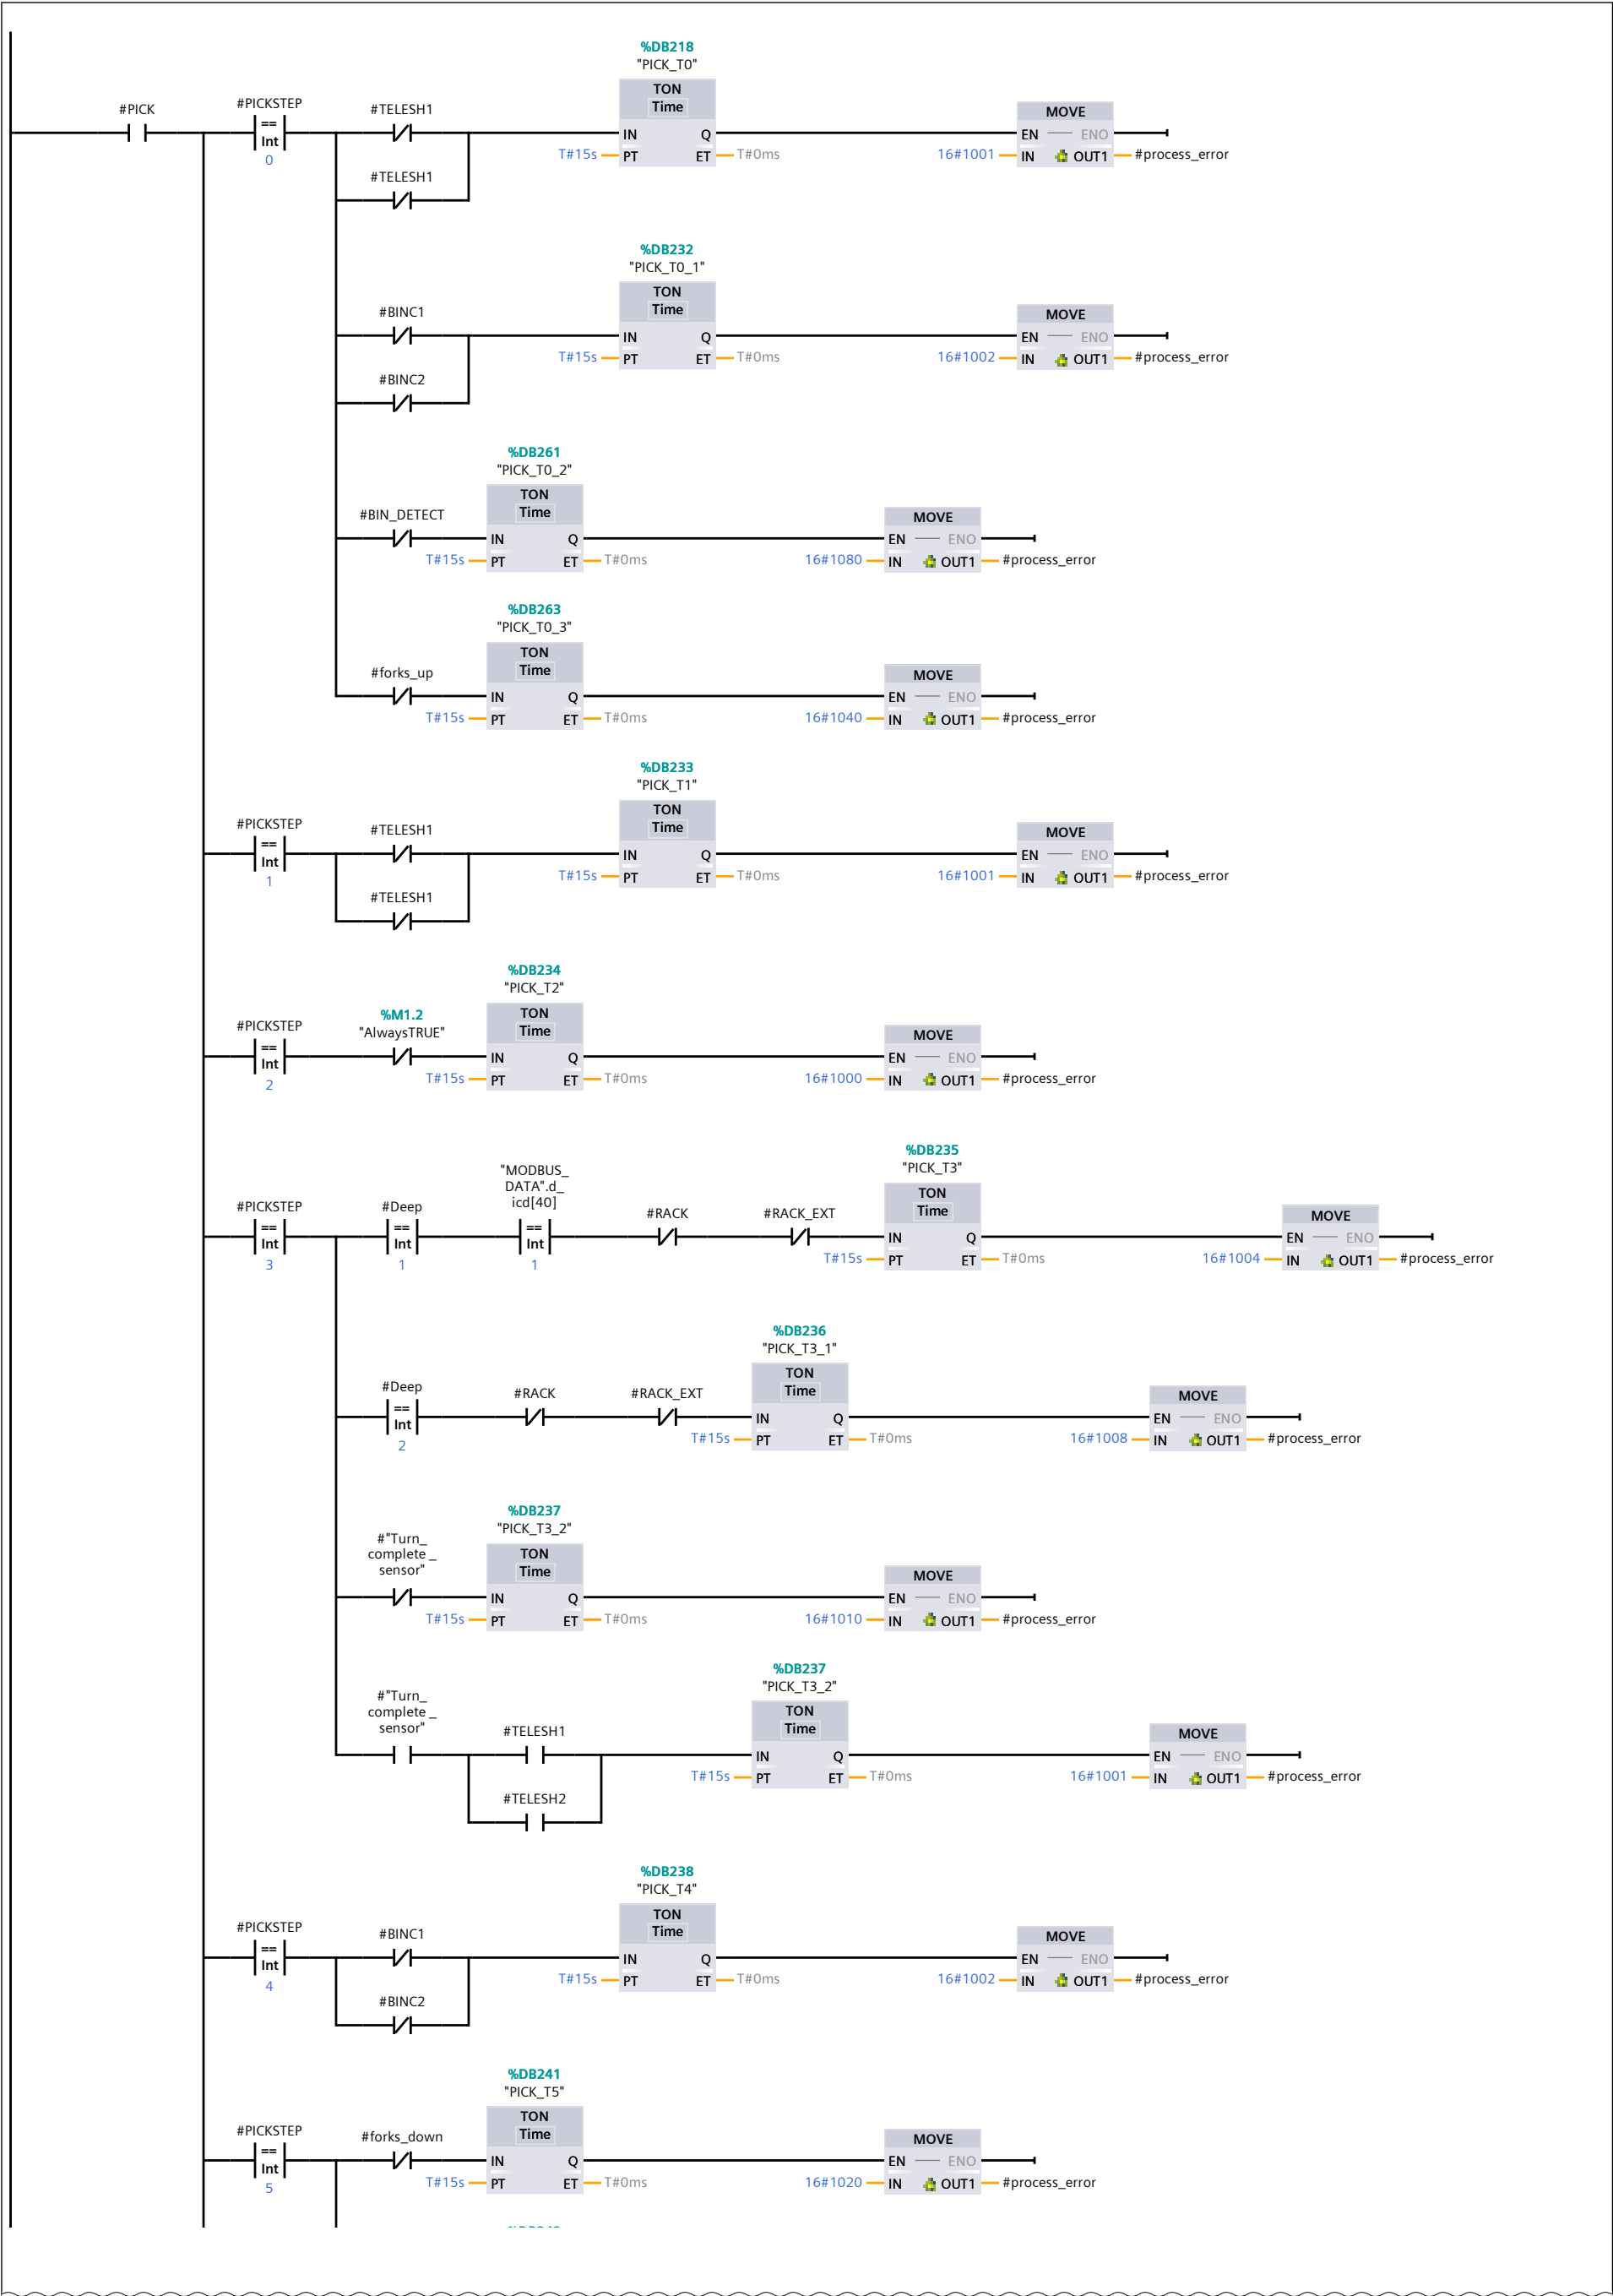 %DB218
"PICK_T0"
TON
Time
#PICK
#PICKSTEP
==
Int
0
#TELESH1
IN Q
T#15s PT ET T#0ms
MOVE
EN ENO
16#1001 IN OUT1 #process_error
#TELESH1
%DB232
"PICK_T0_1"
TON
Time
#BINC1
IN Q
T#15s PT ET T#0ms
MOVE
EN ENO
16#1002 IN OUT1 #process_error
#BINC2
%DB261
"PICK_T0_2"
TON
Time
#BIN_DETECT
IN Q
T#15s PT ET T#0ms
MOVE
EN ENO
16#1080 IN OUT1 #process_error
%DB263
"PICK_T0_3"
TON
Time
#forks_up
IN Q
T#15s PT ET T#0ms
MOVE
EN ENO
16#1040 IN OUT1 #process_error
%DB233
"PICK_T1"
TON
Time
#PICKSTEP
==
Int
1
#TELESH1
IN Q
T#15s PT ET T#0ms
MOVE
EN ENO
16#1001 IN OUT1 #process_error
#TELESH1
%DB234
"PICK_T2"
TON
Time
#PICKSTEP
==
Int
2
%M1.2
"AlwaysTRUE"
IN Q
T#15s PT ET T#0ms
MOVE
EN ENO
16#1000 IN OUT1 #process_error
%DB235
"PICK_T3"
TON
Time
#PICKSTEP
==
Int
3
#Deep
==
Int
1
"MODBUS_
DATA".d_
icd[40]
==
Int
1
#RACK
#RACK_EXT
IN Q
T#15s PT ET T#0ms
MOVE
EN ENO
16#1004 IN OUT1 #process_error
%DB236
"PICK_T3_1"
TON
Time
#Deep
==
Int
2
#RACK
#RACK_EXT
IN Q
T#15s PT ET T#0ms
MOVE
EN ENO
16#1008 IN OUT1 #process_error
%DB237
"PICK_T3_2"
TON
Time
#"Turn_
complete _
sensor"
IN Q
T#15s PT ET T#0ms
MOVE
EN ENO
16#1010 IN OUT1 #process_error
%DB237
"PICK_T3_2"
TON
Time
#"Turn_
complete _
sensor"
#TELESH1
IN Q
T#15s PT ET T#0ms
MOVE
EN ENO
16#1001 IN OUT1 #process_error
#TELESH2
%DB238
"PICK_T4"
TON
Time
#PICKSTEP
==
Int
4
#BINC1
IN Q
T#15s PT ET T#0ms
MOVE
EN ENO
16#1002 IN OUT1 #process_error
#BINC2
%DB241
"PICK_T5"
TON
Time
#PICKSTEP
==
Int
5
#forks_down
IN Q
T#15s PT ET T#0ms
MOVE
EN ENO
16#1020 IN OUT1 #process_error